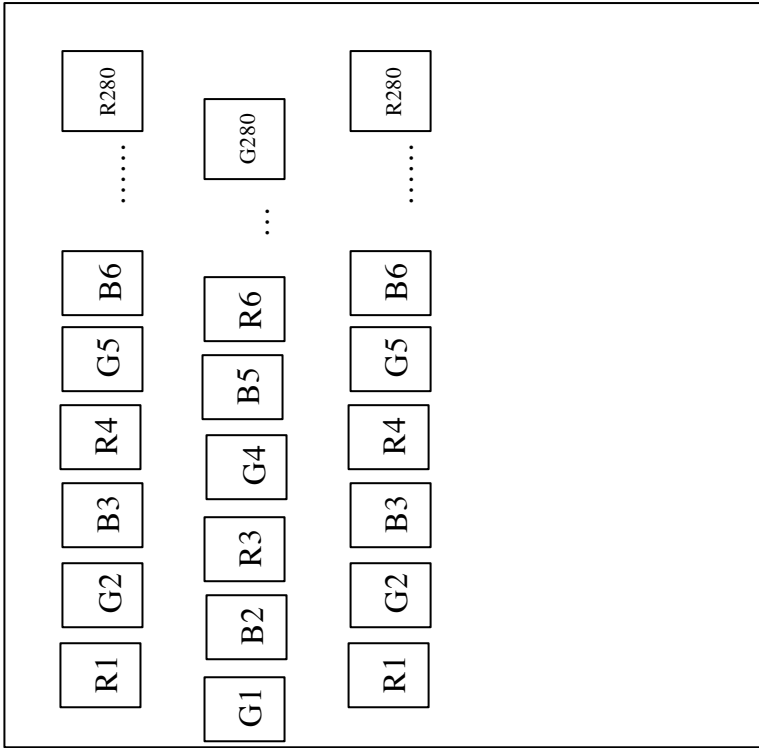 R1 G2 B3 R4 G5 B6 …… R280
G1 B2 R3 G4 B5 R6 … G280
R1 G2 B3 R4 G5 B6 …… R280